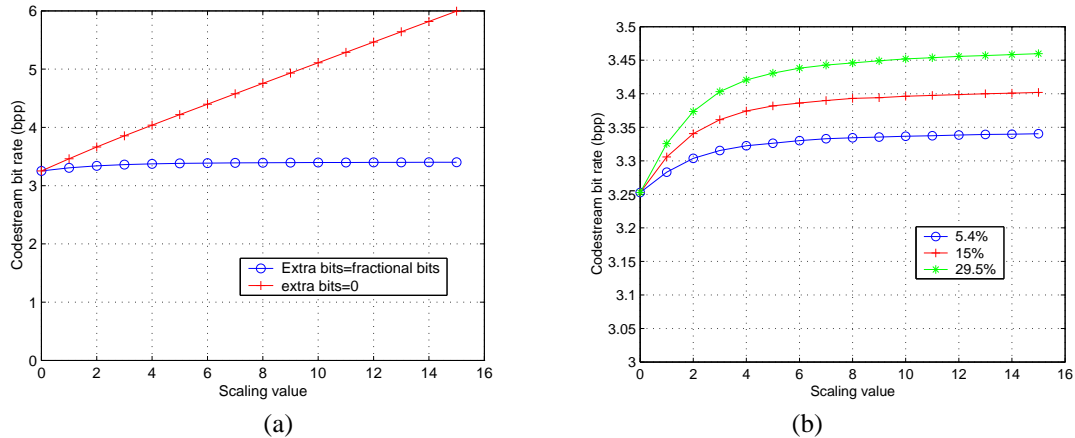 6
5
4
3
2
1
0
0 2 4 6 8 10 12 14 16
Codestream bit rate (bpp)
Scaling value
Extra bits=fractional bits
extra bits=0
(a)
3.5
3.45
3.4
3.35
3.3
3.25
3.2
3.15
3.1
3.05
3
0 2 4 6 8 10 12 14 16
Codestream bit rate (bpp)
Scaling value
5.4%
15%
29.5%
(b)